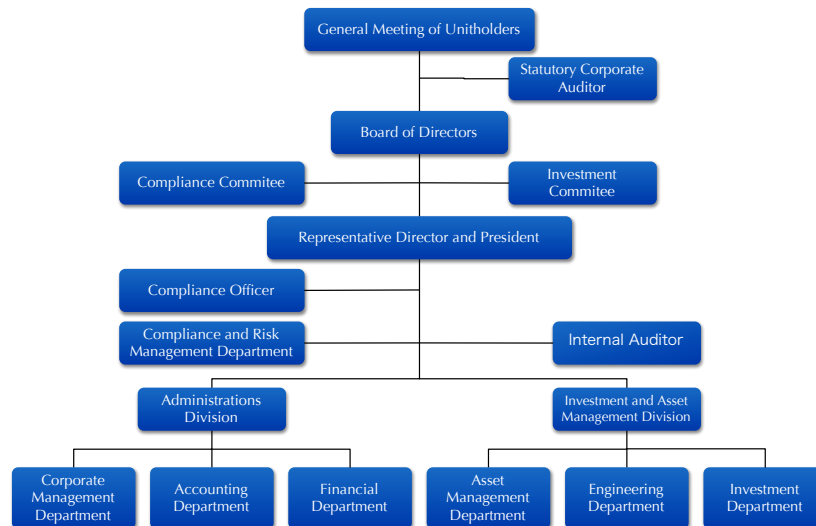 General Meeting of Unitholders
Statutory Corporate
Auditor
Board of Directors
Compliance Commitee
Investment
Commitee
Representative Director and President
Compliance Officer
Compliance and Risk
Management Department
Internal Auditor
Administrations
Division
Investment and Asset
Management Division
Corporate
Management
Department
Accounting
Department
Financial
Department
Asset
Management
Department
Engineering
Department
Investment
Department